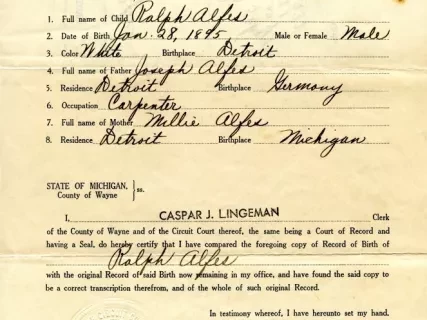 1. Full name of Child Ralph Alfes
2. Date of Birth Jan. 28, 1895, Male or Female Male
3. Color White Birthplace Detroit
4. Full name of Father Joseph Alfes
5. Residence Detroit Birthplace Germany
6. Occupation Carpenter
7. Full name of Mother Millie Alfes
8. Residence Detroit Birthplace Michigan
STATE OF MICHIGAN, } ss.
County of Wayne
I, CASPAR J. LINGEMAN Clerk
of the County of Wayne and of the Circuit Court thereof, the same being a Court of Record and
having a Seal, do hereby certify that I have compared the foregoing copy of Record of Birth of
Ralph Alfes
with the original Record of said Birth now remaining in my office, and have found the said copy to
be a correct transcription therefrom, and of the whole of such original Record.
In testimony whereof, I have hereunto set my hand,